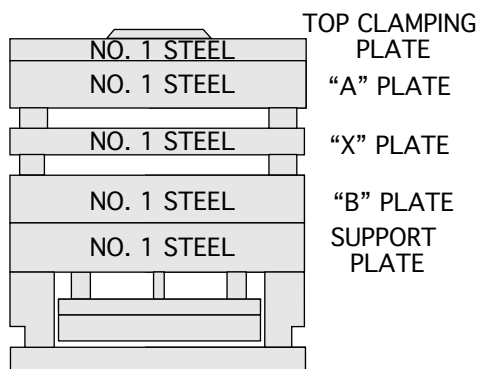 TOP CLAMPING
PLATE
NO. 1 STEEL
NO. 1 STEEL
“A” PLATE
NO. 1 STEEL
“X” PLATE
NO. 1 STEEL
“B” PLATE
NO. 1 STEEL
SUPPORT
PLATE